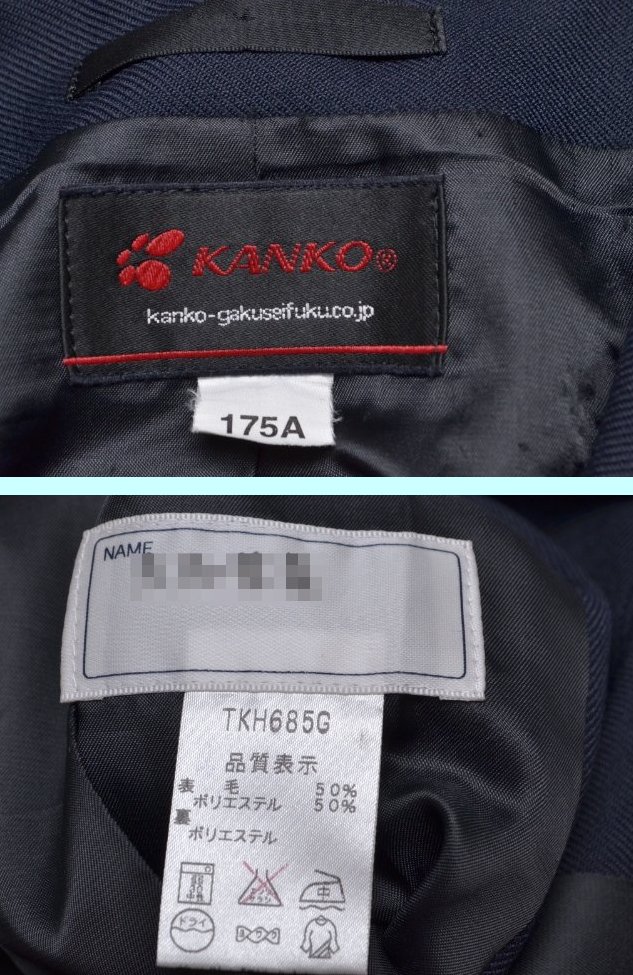 KANKO®
kanko-gakuseifuku.co.jp
175A
NAME
TKH685G
品質表示
表 毛 50%
ポリエステル 50%
裏
ポリエステル
中
ドライ